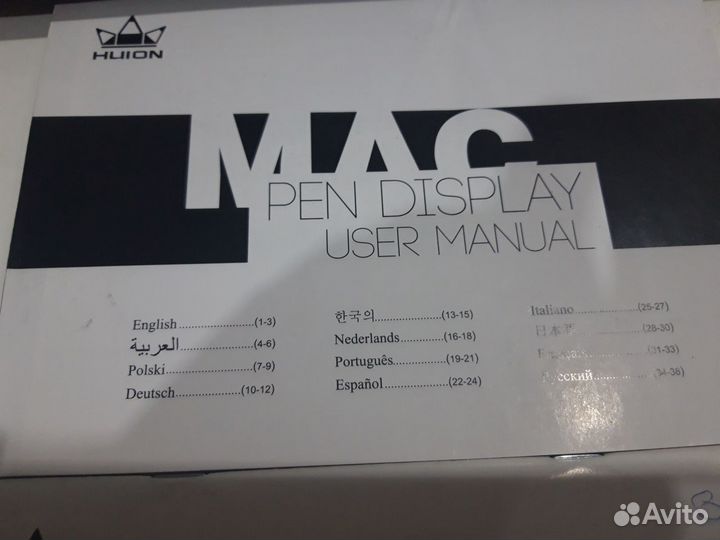 HUION
MAC
PEN DISPLAY
USER MANUAL
English..........................(1-3)
العربية..........................(4-6)
Polski............................(7-9)
Deutsch.......................(10-12)
한국의.......................(13-15)
Nederlands...............(16-18)
Português..................(19-21)
Español......................(22-24)
Italiano......................(25-27)
(28-30)
(31-33)
Русский....................(34-36)
Avito